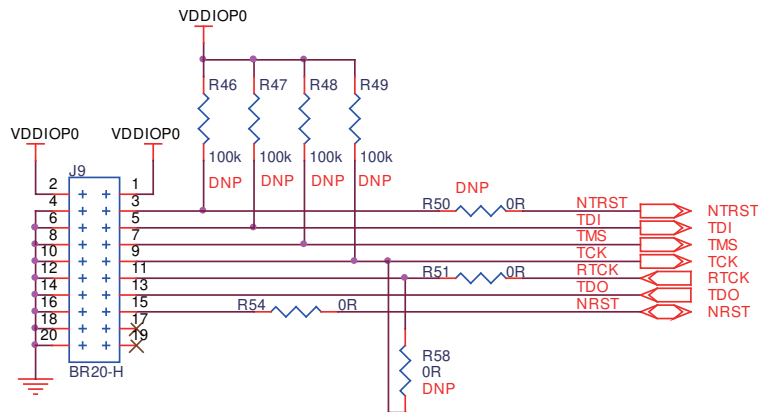 VDDIOP0
R46 R47 R48 R49
100k 100k 100k 100k
DNP DNP DNP DNP
VDDIOP0 VDDIOP0
J9
2 1
4 3
6 5
8 7
10 9
12 11
14 13
16 15
18 17
20 19
BR20-H
DNP
R50 0R NTRST NTRST
TDI TDI
TMS TMS
TCK TCK
R51 0R RTCK RTCK
TDO TDO
R54 0R NRST NRST
R58
0R
DNP